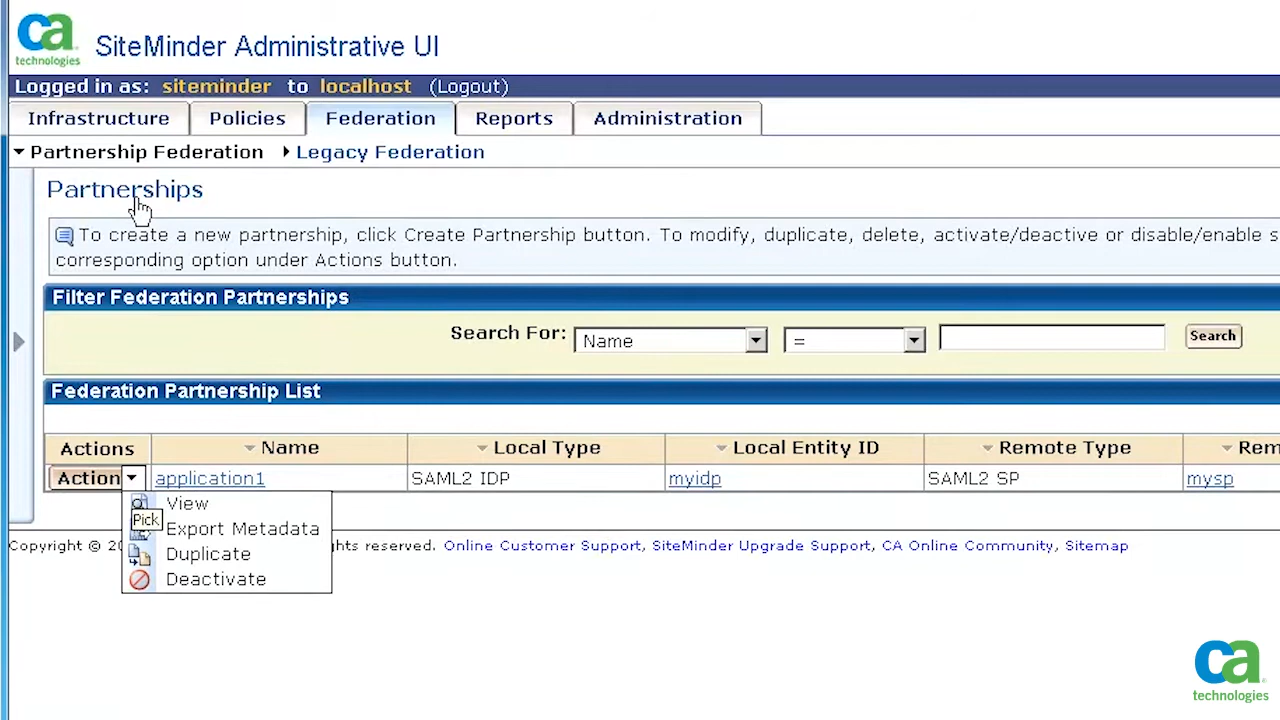 ca
technologies
SiteMinder Administrative UI
Logged in as: siteminder to localhost (Logout)
Infrastructure Policies Federation Reports Administration
Partnership Federation Legacy Federation
Partnerships
To create a new partnership, click Create Partnership button. To modify, duplicate, delete, activate/deactive or disable/enable s
corresponding option under Actions button.
Filter Federation Partnerships
Search For: Name = Search
Federation Partnership List
Actions Name Local Type Local Entity ID Remote Type Rem
Action application1 SAML2 IDP myidp SAML2 SP mysp
View
Pick
Export Metadata
Duplicate
Deactivate
Copyright © 20 ghts reserved. Online Customer Support, SiteMinder Upgrade Support, CA Online Community, Sitemap
ca
technologies